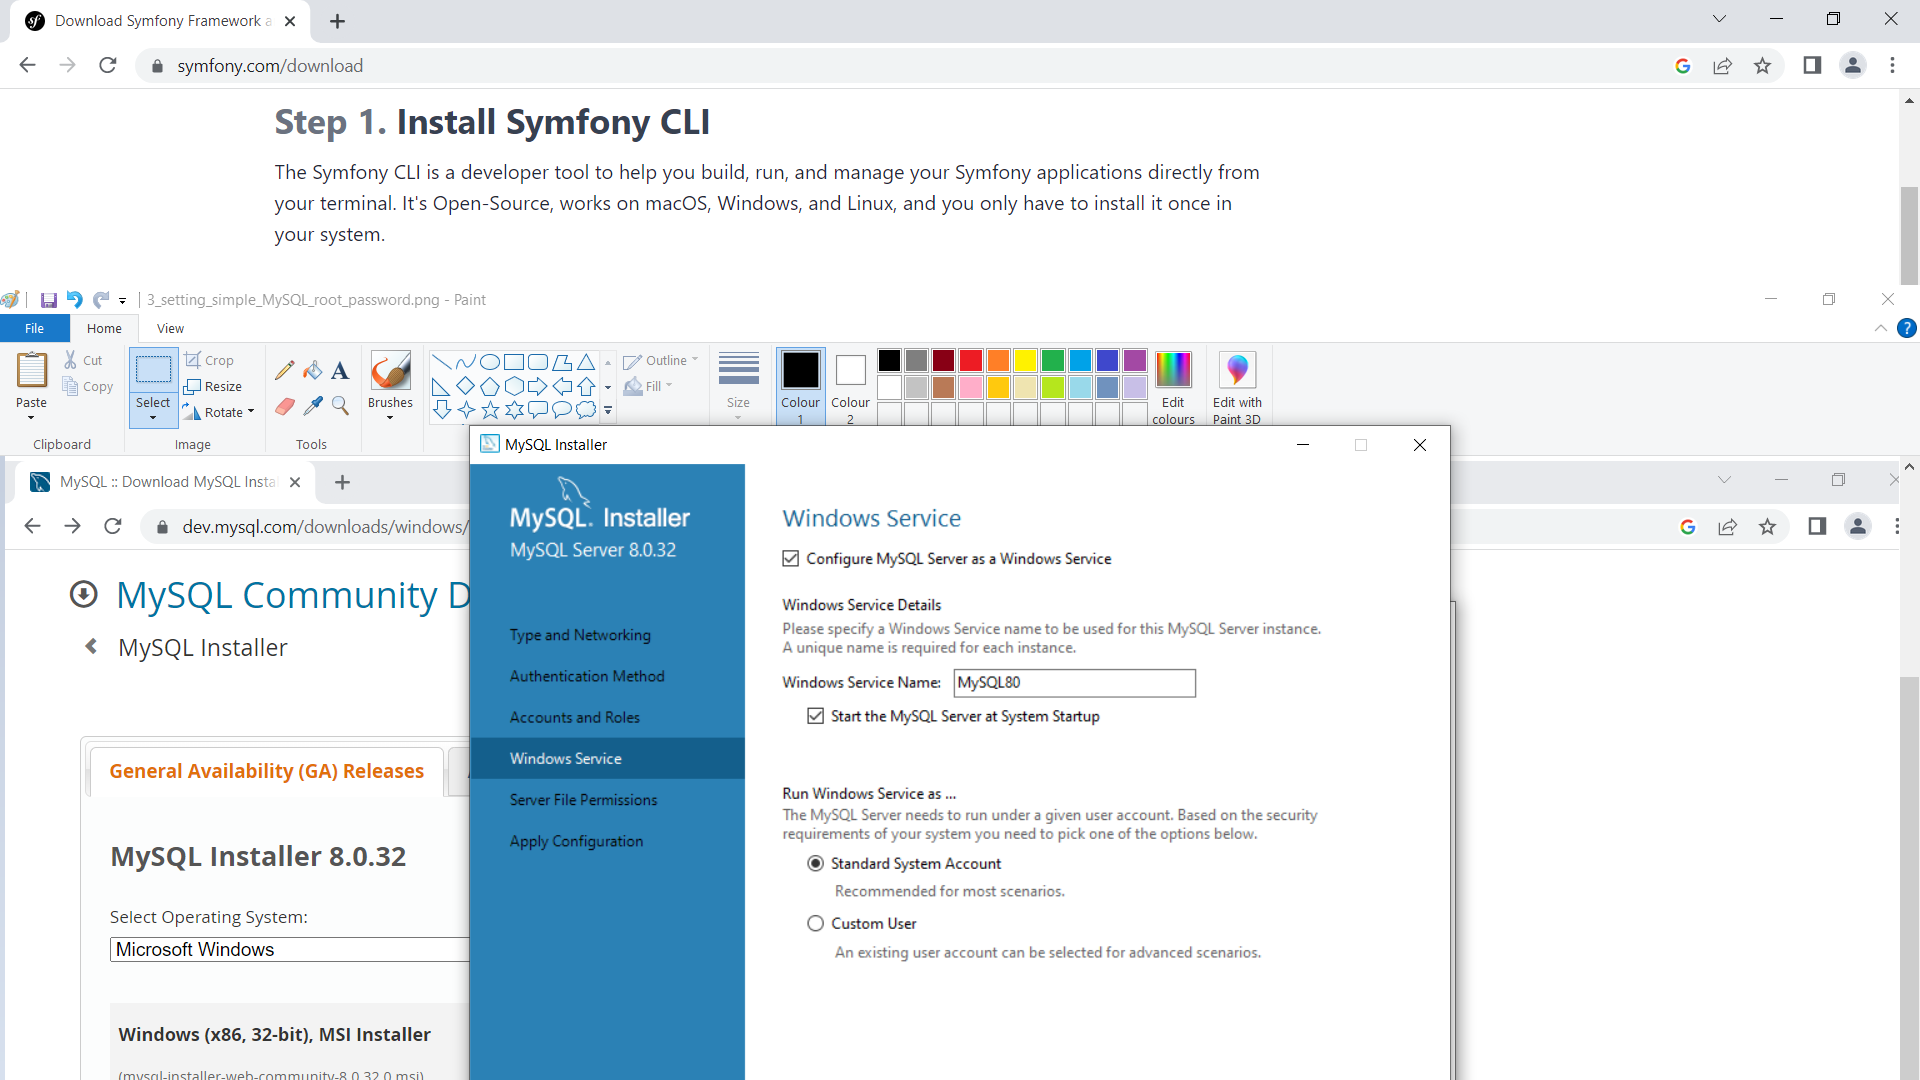 Download Symfony Framework a
symfony.com/download
Step 1. Install Symfony CLI
The Symfony CLI is a developer tool to help you build, run, and manage your Symfony applications directly from
your terminal. It's Open-Source, works on macOS, Windows, and Linux, and you only have to install it once in
your system.
3_setting_simple_MySQL_root_password.png - Paint
File Home View
Paste
Cut
Copy
Clipboard
Select
Crop
Resize
Rotate
Image
Tools
Brushes
Outline
Fill
Size
Colour
1
Colour
2
Edit
colours
Edit with
Paint 3D
MySQL Installer
MySQL :: Download MySQL Insta
dev.mysql.com/downloads/windows/
MySQL Community D
MySQL Installer
General Availability (GA) Releases
MySQL Installer 8.0.32
Select Operating System:
Microsoft Windows
Windows (x86, 32-bit), MSI Installer
(mysql-installer-web-community-8.0.32.0.msi)
MySQL. Installer
MySQL Server 8.0.32
Type and Networking
Authentication Method
Accounts and Roles
Windows Service
Server File Permissions
Apply Configuration
Windows Service
Configure MySQL Server as a Windows Service
Windows Service Details
Please specify a Windows Service name to be used for this MySQL Server instance.
A unique name is required for each instance.
Windows Service Name: MySQL80
Start the MySQL Server at System Startup
Run Windows Service as ...
The MySQL Server needs to run under a given user account. Based on the security
requirements of your system you need to pick one of the options below.
Standard System Account
Recommended for most scenarios.
Custom User
An existing user account can be selected for advanced scenarios.